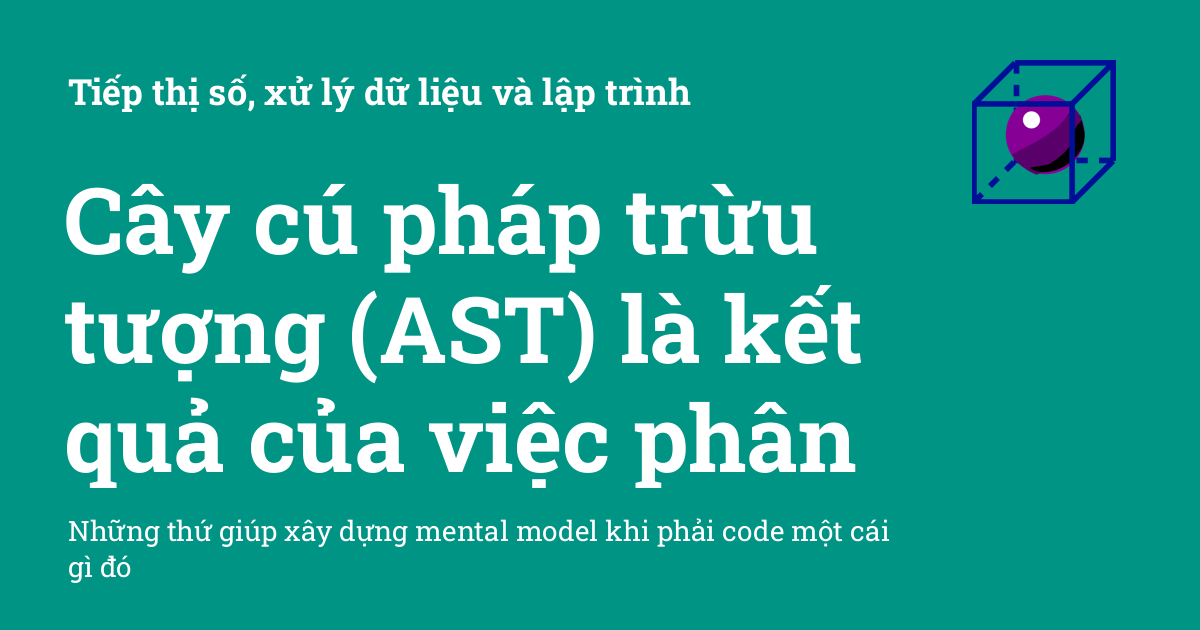 Tiếp thị số, xử lý dữ liệu và lập trình
Cây cú pháp trừu
tượng (AST) là kết
quả của việc phân
Những thứ giúp xây dựng mental model khi phải code một cái
gì đó